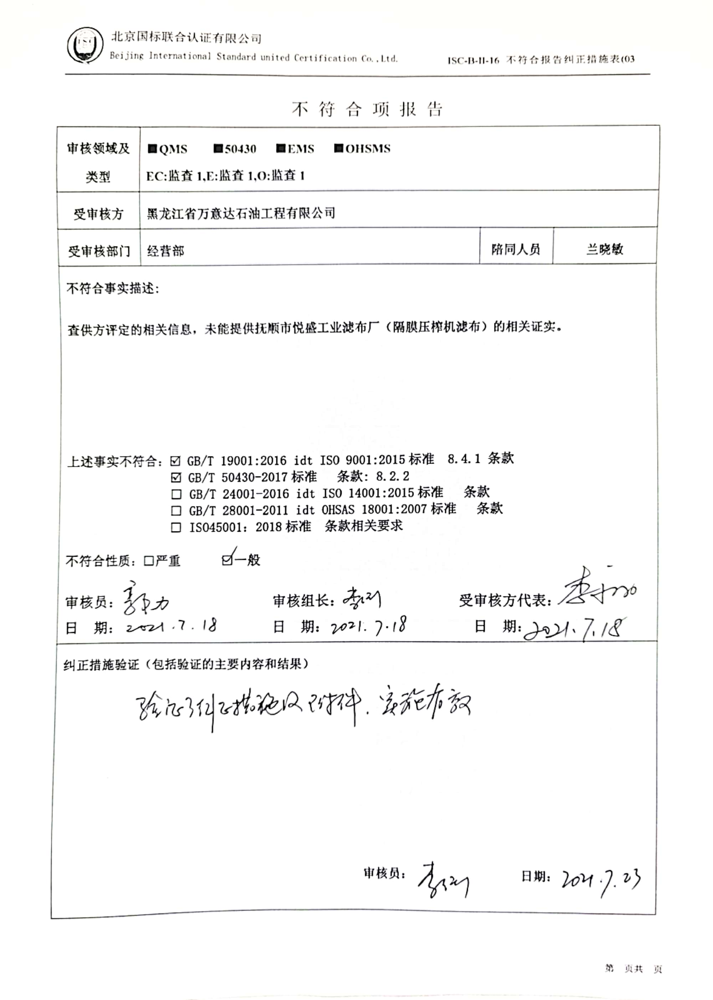 北京国标联合认证有限公司
Beijing International Standard united Certification Co.,Ltd.
ISC-B-II-16 不符合报告纠正措施表(03
不符合项报告
审核领域及类型
■QMS ■50430 ■EMS ■OHSMS
EC:监查 1,E:监查 1,O:监查 1
受审核方 黑龙江省万意达石油工程有限公司
受审核部门 经营部 陪同人员 兰晓敏
不符合事实描述:
查供方评定的相关信息，未能提供抚顺市悦盛工业滤布厂（隔膜压榨机滤布）的相关证实。
上述事实不符合：☑ GB/T 19001:2016 idt ISO 9001:2015 标准 8.4.1 条款
☑ GB/T 50430-2017 标准 条款: 8.2.2
□ GB/T 24001-2016 idt ISO 14001:2015 标准 条款
□ GB/T 28001-2011 idt OHSAS 18001:2007 标准 条款
□ ISO45001: 2018 标准 条款相关要求
不符合性质：□严重 ☑一般
审核员: 郭力 审核组长: 受审核方代表:
日 期: 2021.7.18 日 期: 2021.7.18 日 期: 2021.7.18
纠正措施验证（包括验证的主要内容和结果）
验证了纠正措施及附件.实施有效
审核员: 日期: 2021.7.23
第 页共 页